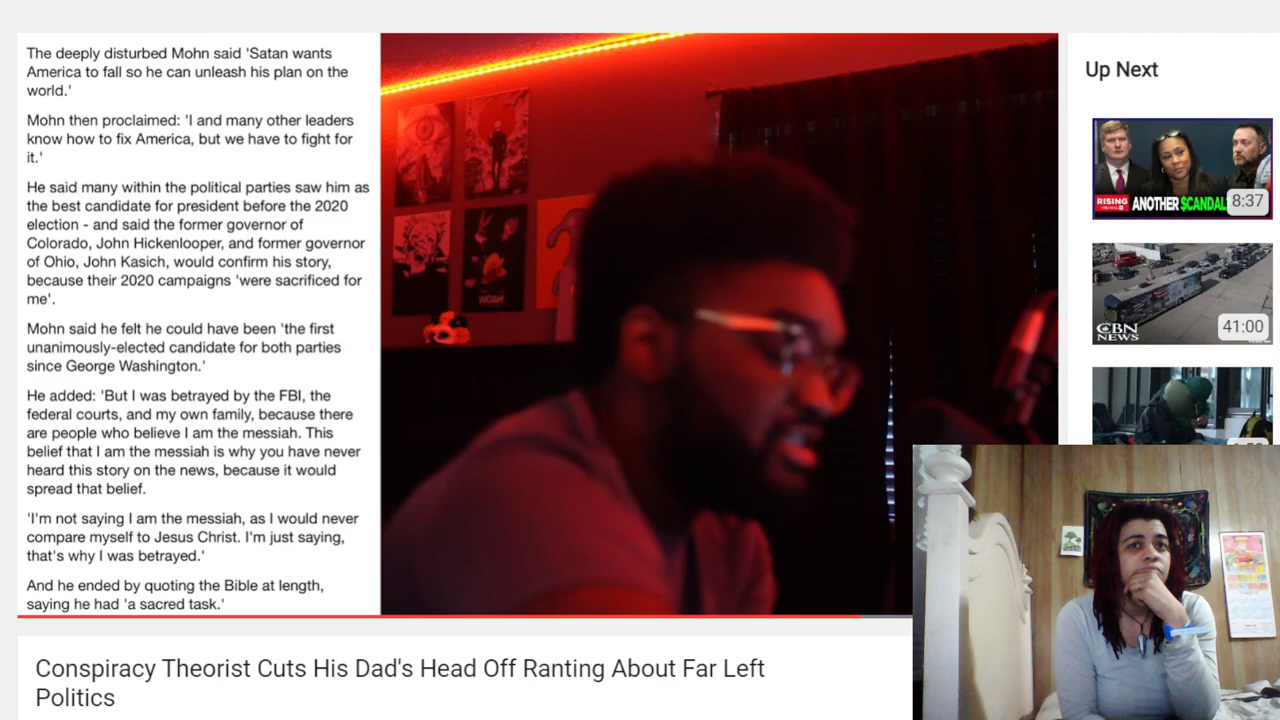 The deeply disturbed Mohn said 'Satan wants
America to fall so he can unleash his plan on the
world.'
Mohn then proclaimed: 'I and many other leaders
know how to fix America, but we have to fight for
it.'
He said many within the political parties saw him as
the best candidate for president before the 2020
election - and said the former governor of
Colorado, John Hickenlooper, and former governor
of Ohio, John Kasich, would confirm his story,
because their 2020 campaigns 'were sacrificed for
me'.
Mohn said he felt he could have been 'the first
unanimously-elected candidate for both parties
since George Washington.'
He added: 'But I was betrayed by the FBI, the
federal courts, and my own family, because there
are people who believe I am the messiah. This
belief that I am the messiah is why you have never
heard this story on the news, because it would
spread that belief.
'I'm not saying I am the messiah, as I would never
compare myself to Jesus Christ. I'm just saying,
that's why I was betrayed.'
And he ended by quoting the Bible at length,
saying he had 'a sacred task.'
WOAH
Up Next
RISING
ANOTHER $CANDAL
8:37
CBN
NEWS
41:00
Conspiracy Theorist Cuts His Dad's Head Off Ranting About Far Left
Politics